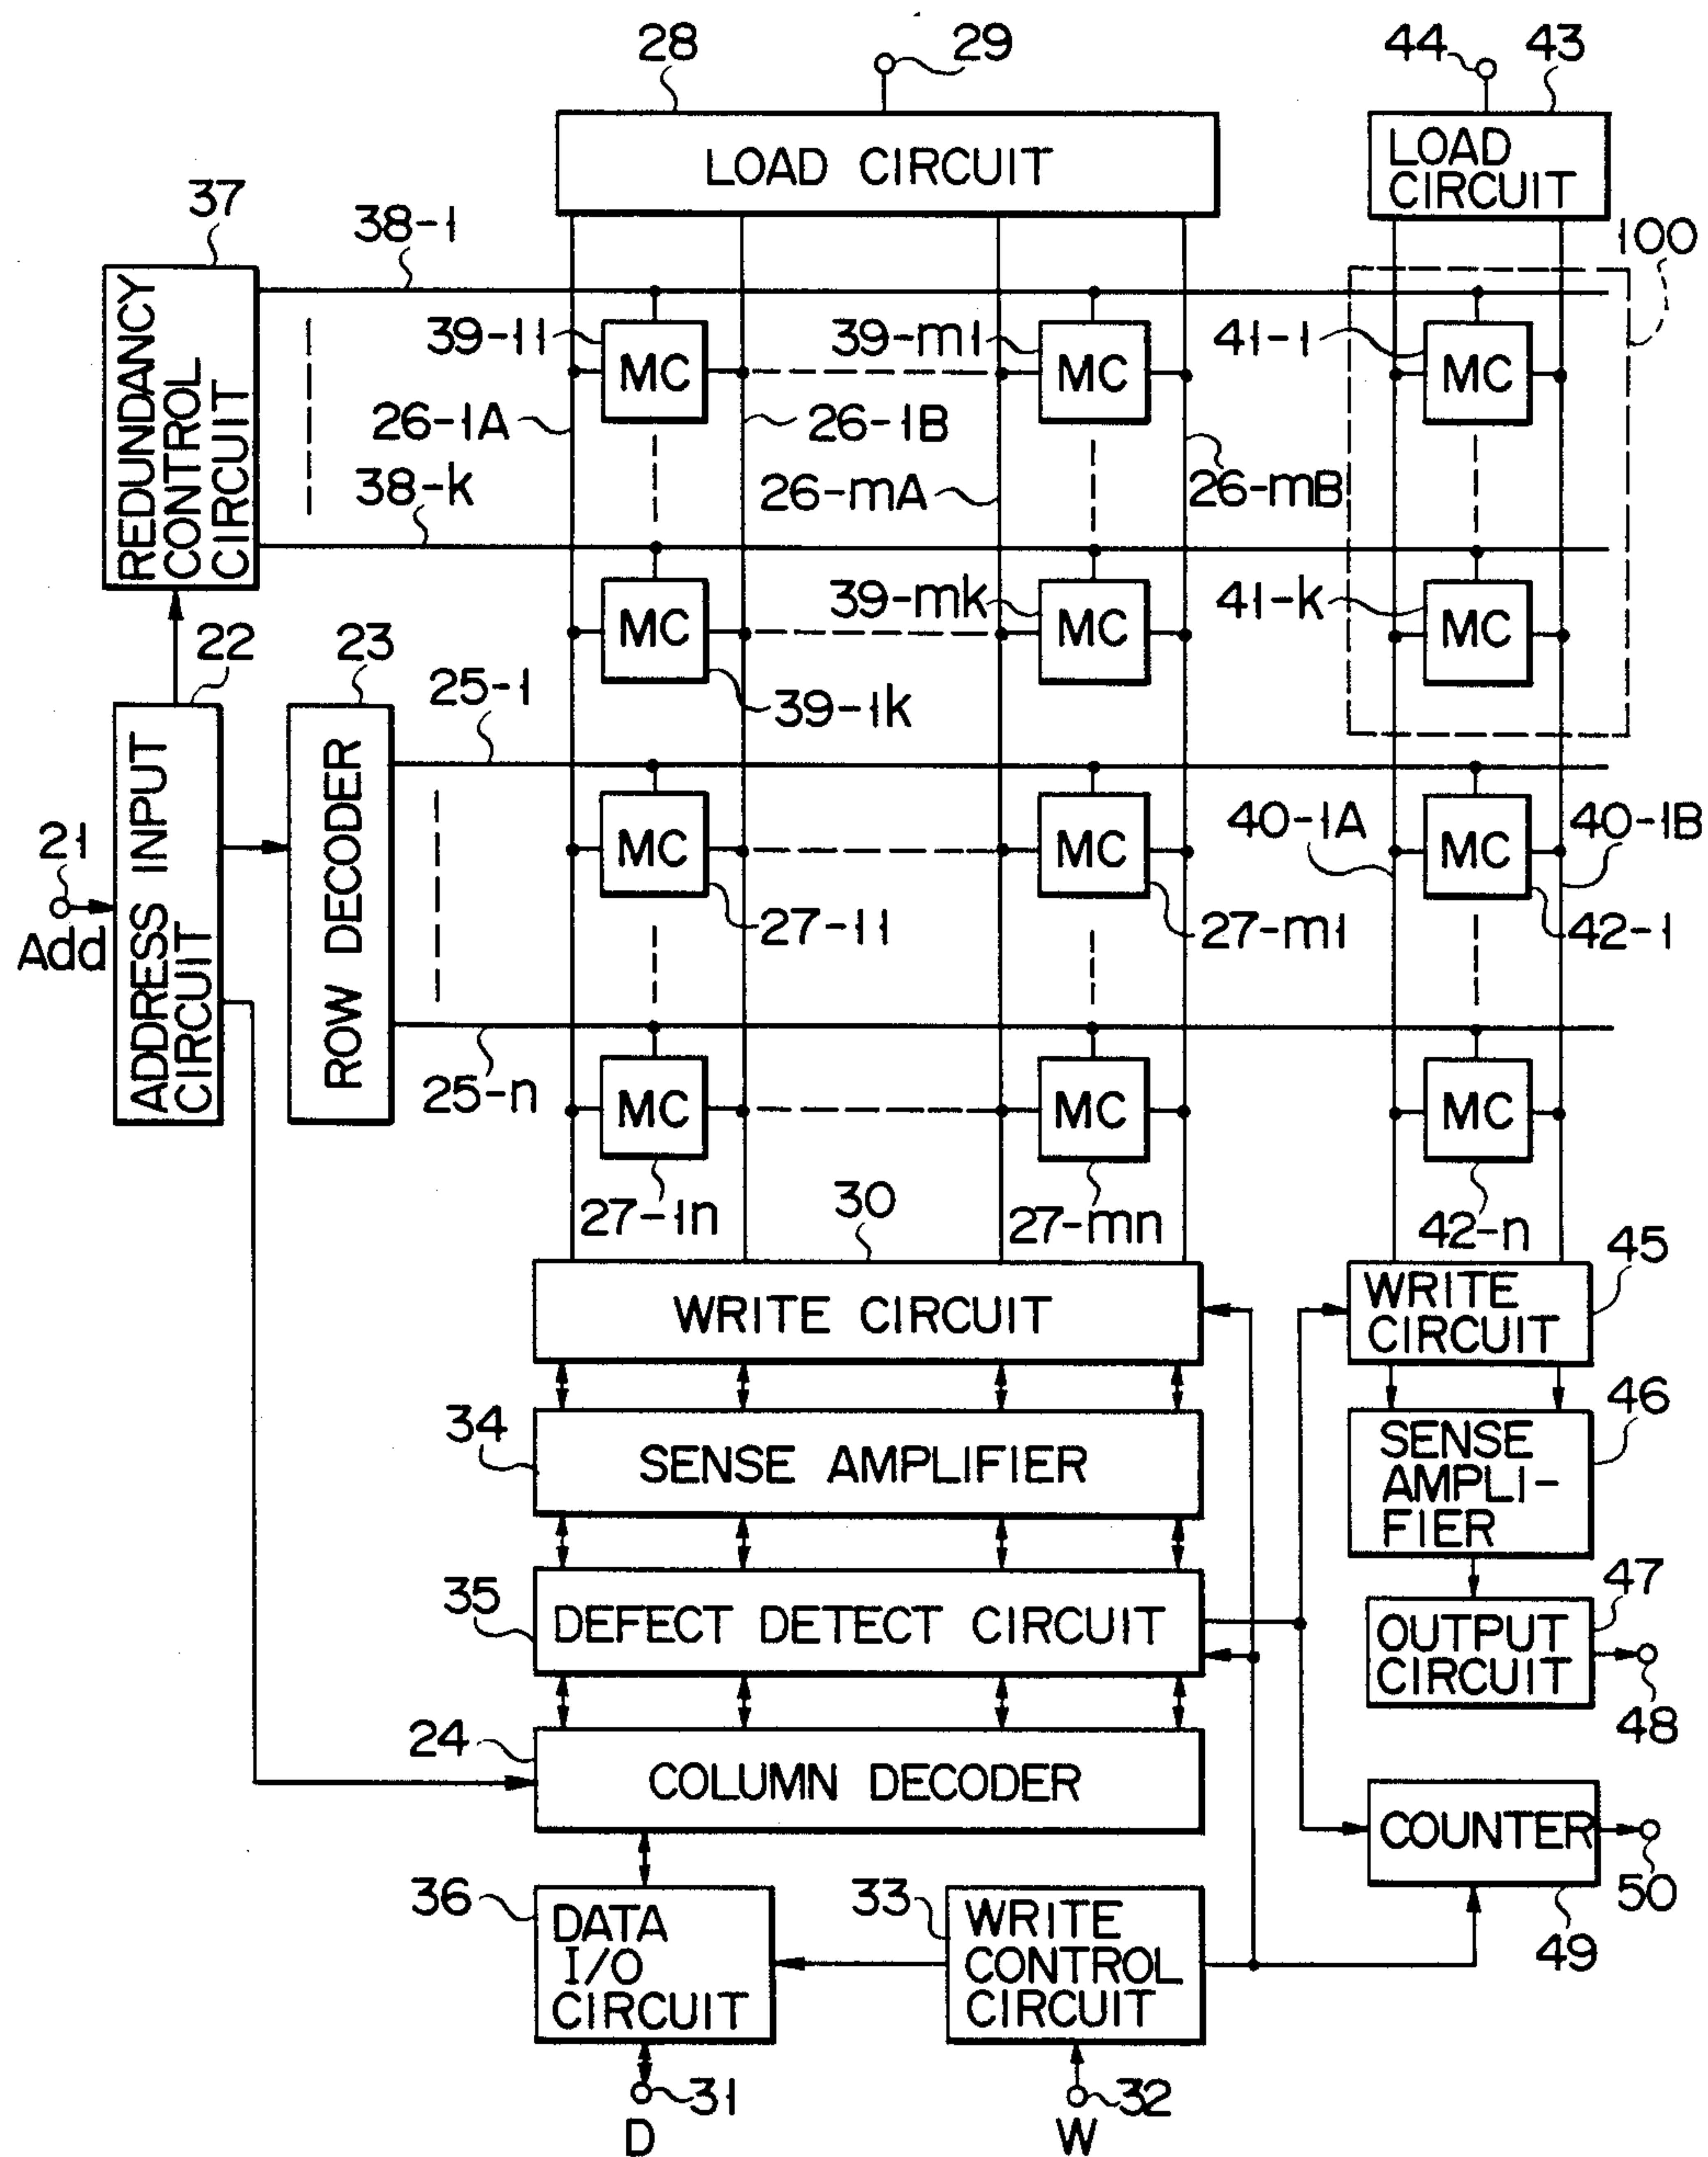 28
29
44
43
LOAD CIRCUIT
LOAD
CIRCUIT
37
38-1
100
REDUNDANCY
CONTROL
CIRCUIT
39-11
MC
39-m1
MC
41-1
MC
26-1A
26-1B
38-k
26-mA
26-mB
MC
39-mk
MC
41-k
MC
22
23
25-1
39-1k
ADDRESS INPUT
CIRCUIT
ROW DECODER
21
Add
MC
MC
40-1A
MC
40-1B
27-11
27-m1
42-1
25-n
MC
MC
MC
27-1n
30
27-mn
42-n
45
WRITE CIRCUIT
WRITE
CIRCUIT
34
SENSE AMPLIFIER
46
SENSE
AMPLI-
FIER
35
DEFECT DETECT CIRCUIT
47
OUTPUT
CIRCUIT
48
24
COLUMN DECODER
COUNTER
50
49
36
DATA
I/O
CIRCUIT
33
WRITE
CONTROL
CIRCUIT
31
D
32
W